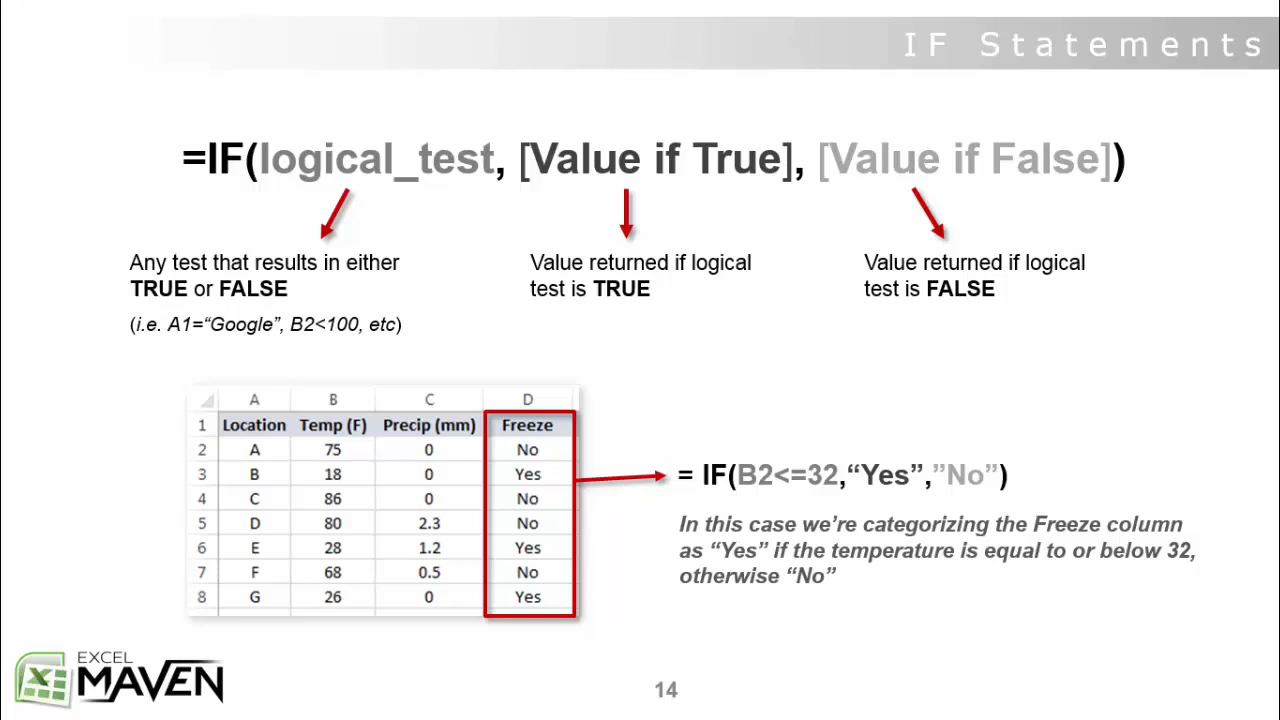 IF Statements
=IF(logical_test, [Value if True], [Value if False])
Any test that results in either
TRUE or FALSE
(i.e. A1=“Google”, B2<100, etc)
Value returned if logical
test is TRUE
Value returned if logical
test is FALSE
A B C D
1 Location Temp (F) Precip (mm) Freeze
2 A 75 0 No
3 B 18 0 Yes
4 C 86 0 No
5 D 80 2.3 No
6 E 28 1.2 Yes
7 F 68 0.5 No
8 G 26 0 Yes
= IF(B2<=32,“Yes”,”No”)
In this case we’re categorizing the Freeze column
as “Yes” if the temperature is equal to or below 32,
otherwise “No”
EXCEL
MAVEN
14